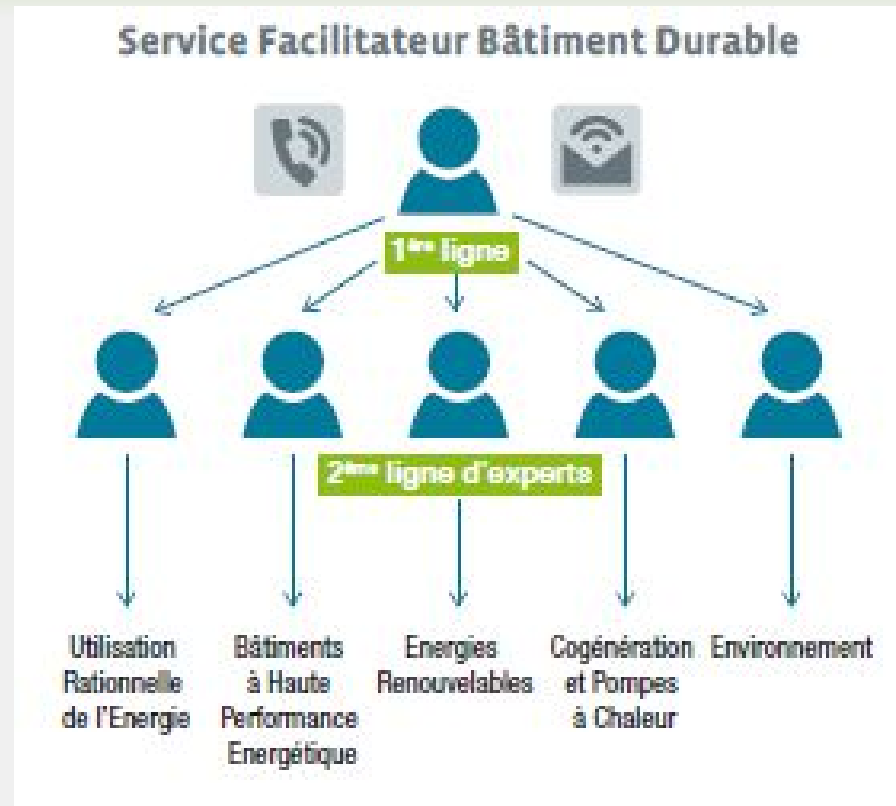 Service Facilitateur Bâtiment Durable
1ère ligne
2ème ligne d'experts
Utilisation
Rationnelle
de l'Energie
Bâtiments
à Haute
Performance
Energétique
Energies
Renouvelables
Cogénération
et Pompes
à Chaleur
Environnement